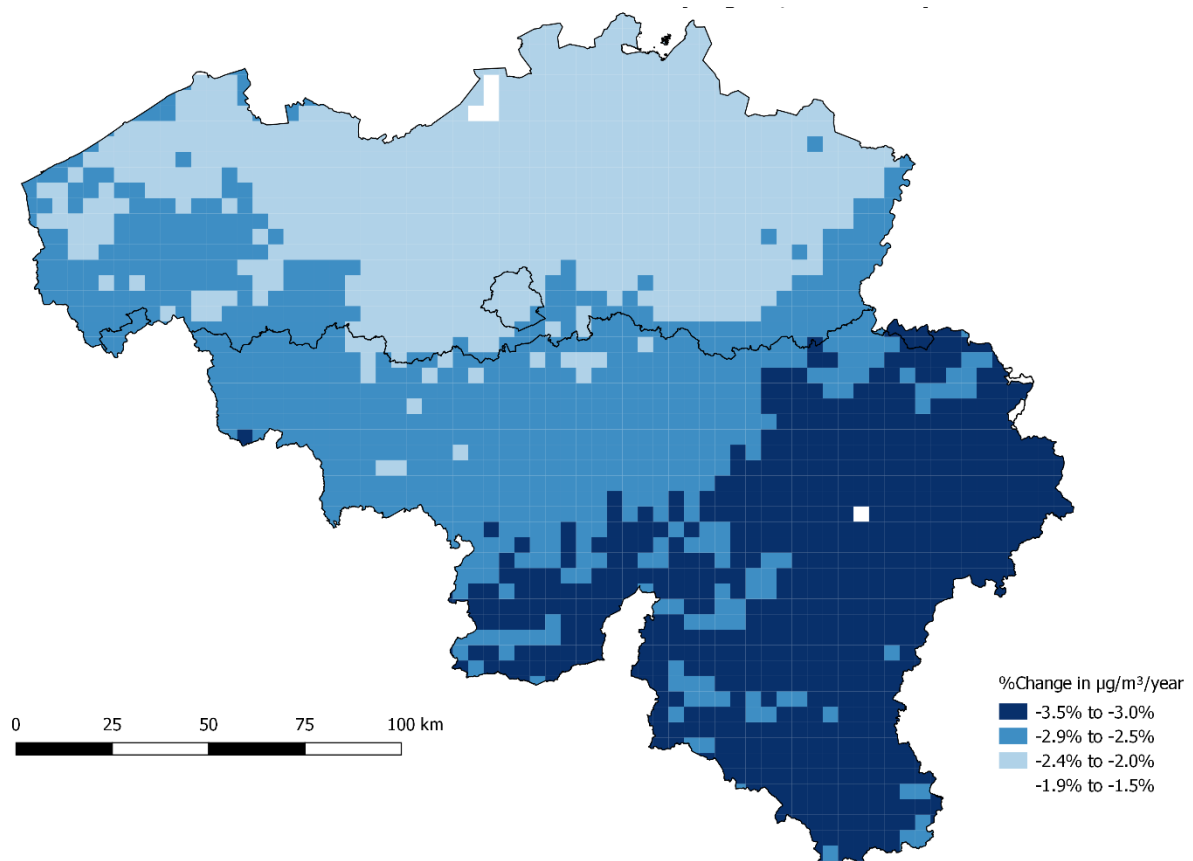 %Change in µg/m³/year
-3.5% to -3.0%
-2.9% to -2.5%
-2.4% to -2.0%
-1.9% to -1.5%
0 25 50 75 100 km